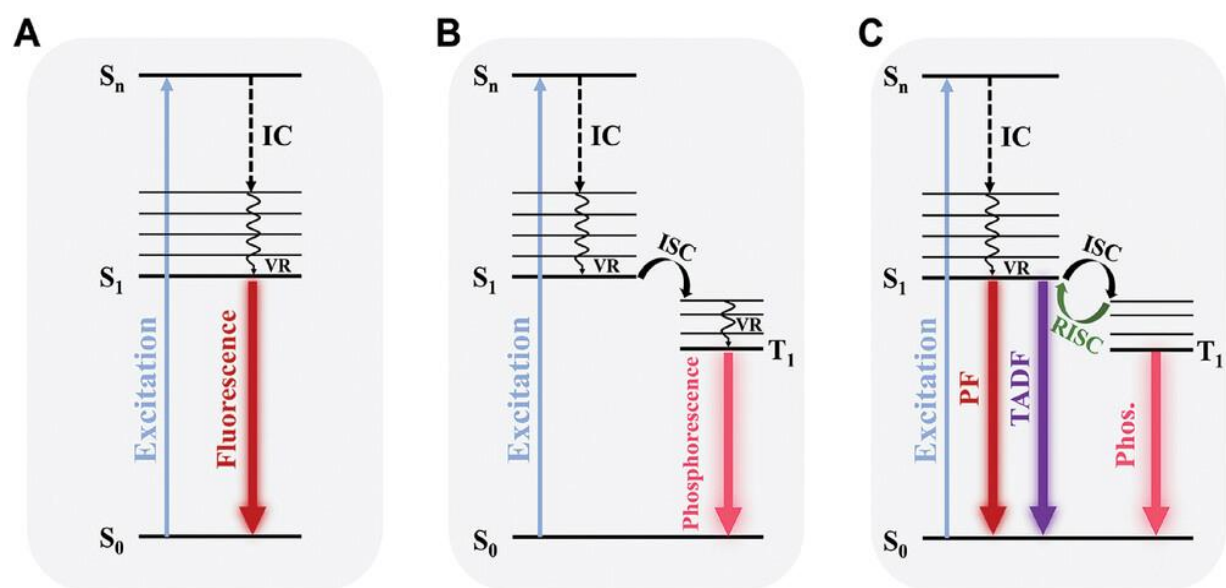 A
Sn
IC
VR
S1
Excitation
Fluorescence
S0
B
Sn
IC
VR
ISC
S1
VR
T1
Excitation
Phosphorescence
S0
C
Sn
IC
VR
ISC
S1
RISC
T1
Excitation
PF
TADF
Phos.
S0